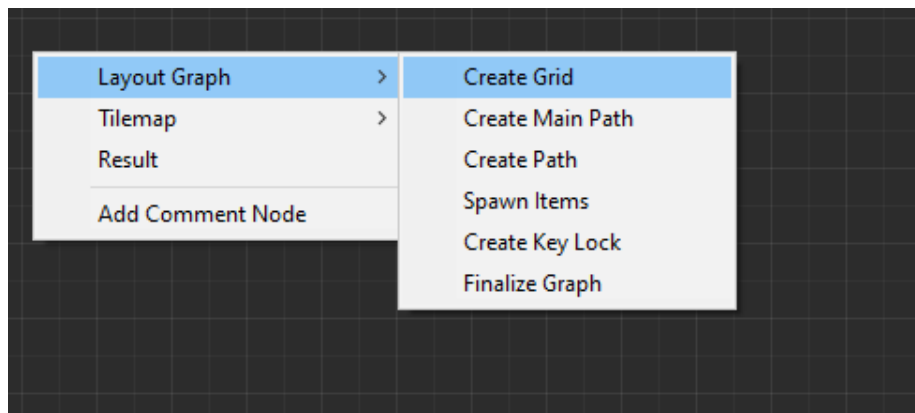 Layout Graph
Tilemap
Result
Add Comment Node
Create Grid
Create Main Path
Create Path
Spawn Items
Create Key Lock
Finalize Graph